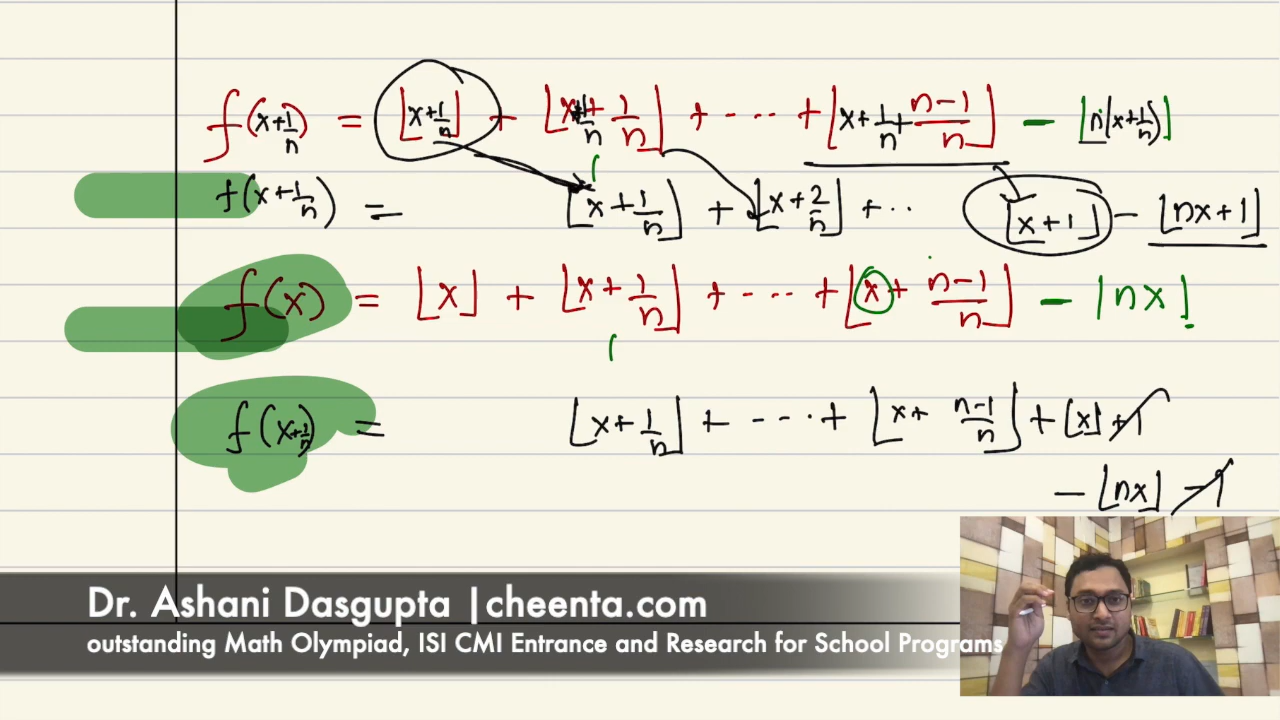 f(x+1/n) = ⌊x+1/n⌋ + ⌊x+1/n+1/n⌋ + ---- + ⌊x+1/n+n-1/n⌋ - ⌊n(x+1/n)⌋
f(x+1/n) = ⌊x+1/n⌋ + ⌊x+2/n⌋ + .. ⌊x+1⌋ - ⌊nx+1⌋
f(x) = ⌊x⌋ + ⌊x+1/n⌋ + ---- + ⌊x+n-1/n⌋ - ⌊nx⌋
f(x+1/n) = ⌊x+1/n⌋ + ---- + ⌊x+n-1/n⌋ + ⌊x⌋ + 1
- ⌊nx⌋ - 1
Dr. Ashani Dasgupta | cheenta.com
outstanding Math Olympiad, ISI CMI Entrance and Research for School Programs